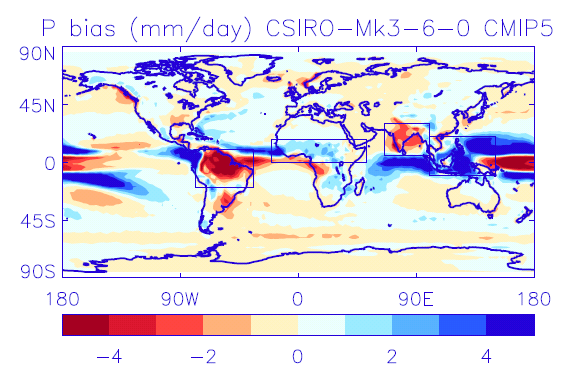 P bias (mm/day) CSIRO-Mk3-6-0 CMIP5
90N
45N
0
45S
90S
180 90W 0 90E 180
-4 -2 0 2 4